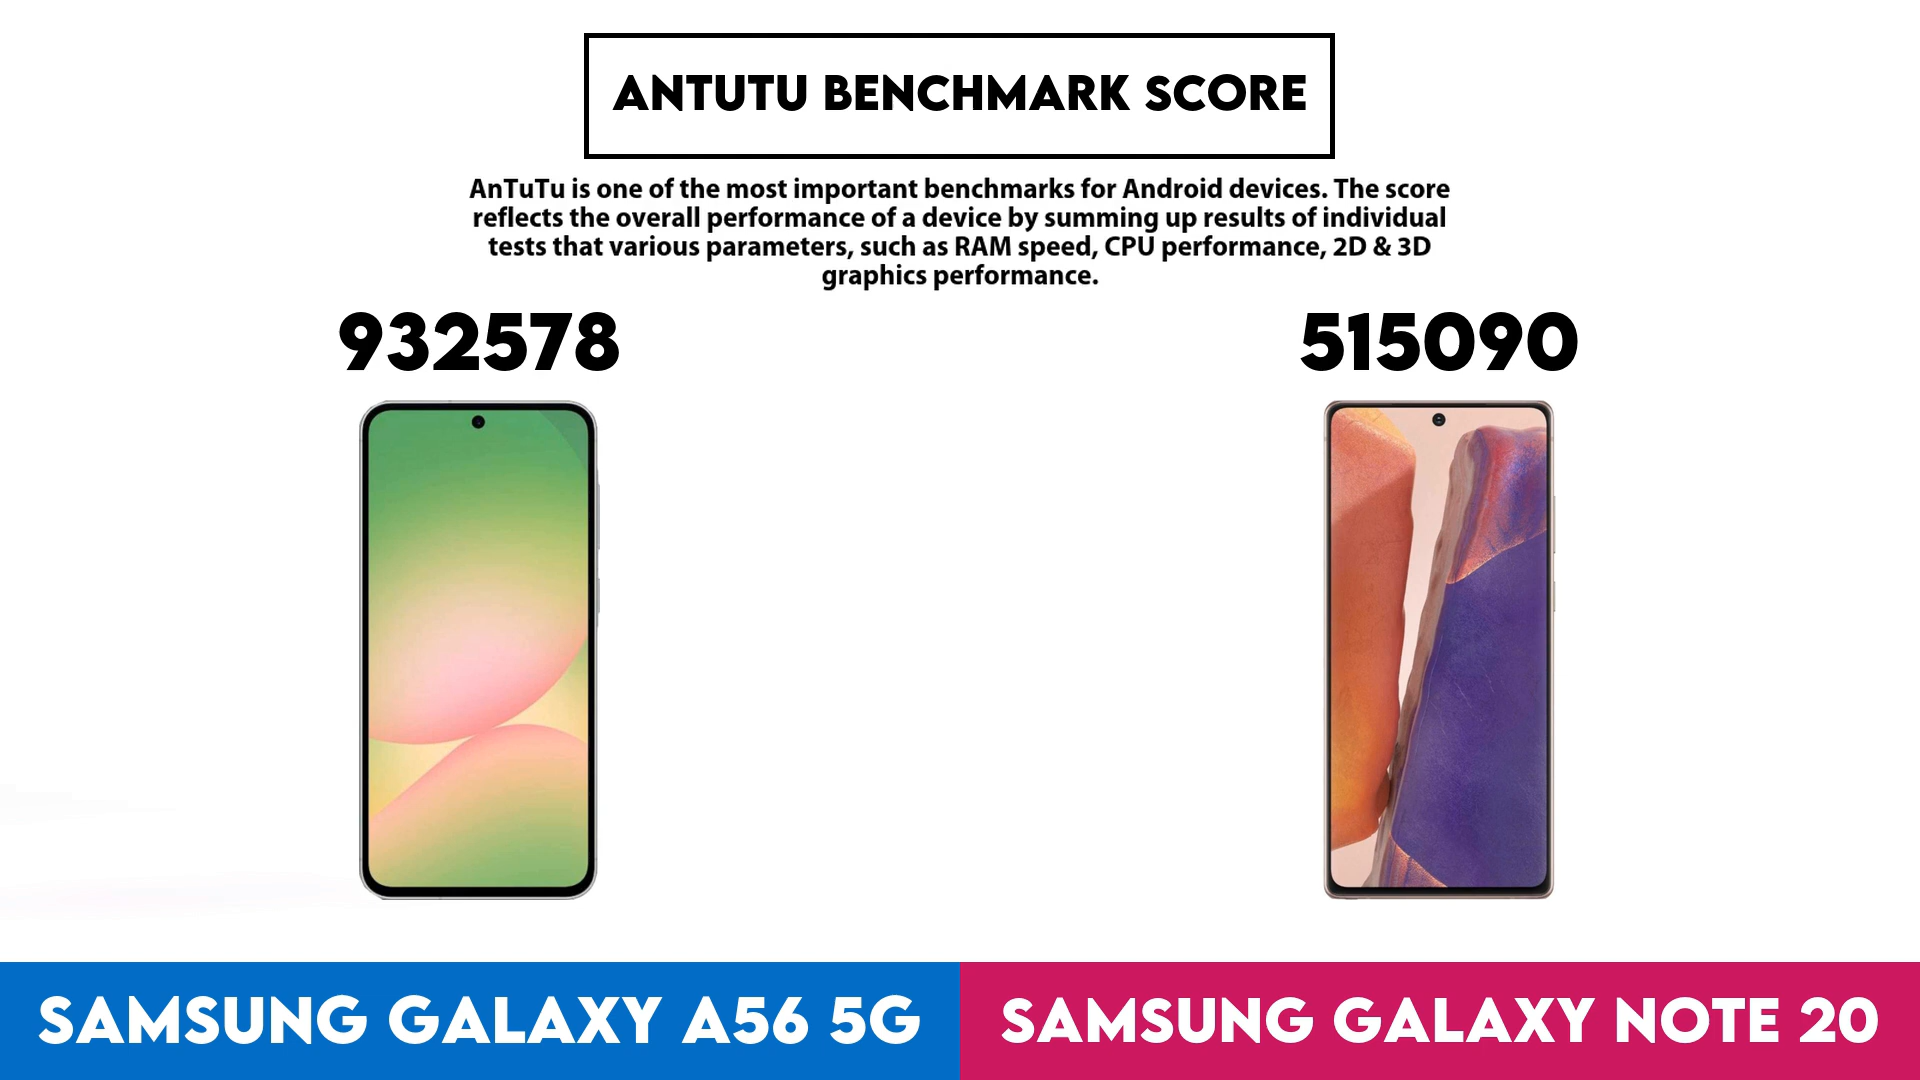 ANTUTU BENCHMARK SCORE
AnTuTu is one of the most important benchmarks for Android devices. The score
reflects the overall performance of a device by summing up results of individual
tests that various parameters, such as RAM speed, CPU performance, 2D & 3D
graphics performance.
932578
515090
SAMSUNG GALAXY A56 5G
SAMSUNG GALAXY NOTE 20